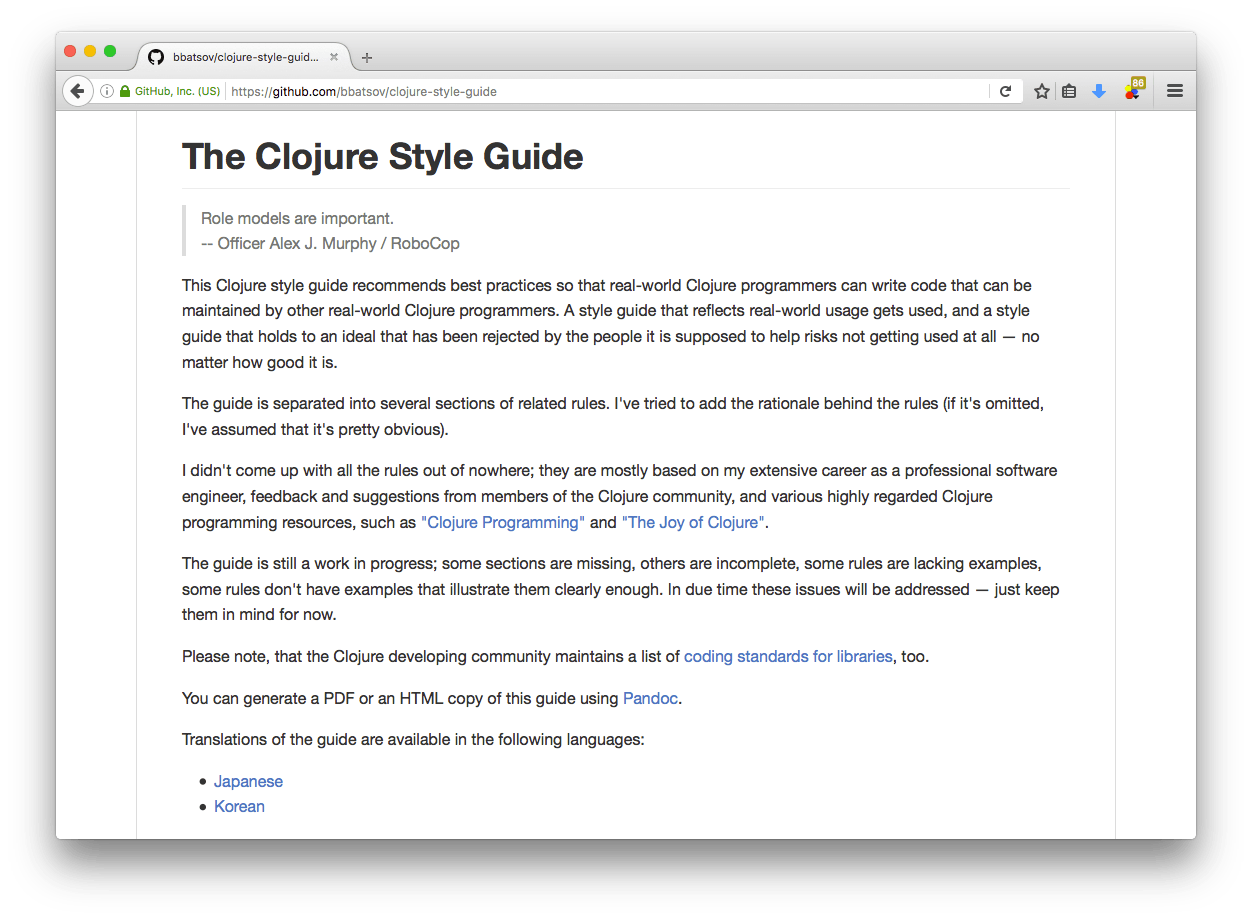 bbatsov/clojure-style-guid...
GitHub, Inc. (US)
https://github.com/bbatsov/clojure-style-guide
86
The Clojure Style Guide
Role models are important.
-- Officer Alex J. Murphy / RoboCop
This Clojure style guide recommends best practices so that real-world Clojure programmers can write code that can be
maintained by other real-world Clojure programmers. A style guide that reflects real-world usage gets used, and a style
guide that holds to an ideal that has been rejected by the people it is supposed to help risks not getting used at all — no
matter how good it is.
The guide is separated into several sections of related rules. I've tried to add the rationale behind the rules (if it's omitted,
I've assumed that it's pretty obvious).
I didn't come up with all the rules out of nowhere; they are mostly based on my extensive career as a professional software
engineer, feedback and suggestions from members of the Clojure community, and various highly regarded Clojure
programming resources, such as "Clojure Programming" and "The Joy of Clojure".
The guide is still a work in progress; some sections are missing, others are incomplete, some rules are lacking examples,
some rules don't have examples that illustrate them clearly enough. In due time these issues will be addressed — just keep
them in mind for now.
Please note, that the Clojure developing community maintains a list of coding standards for libraries, too.
You can generate a PDF or an HTML copy of this guide using Pandoc.
Translations of the guide are available in the following languages:
• Japanese
• Korean